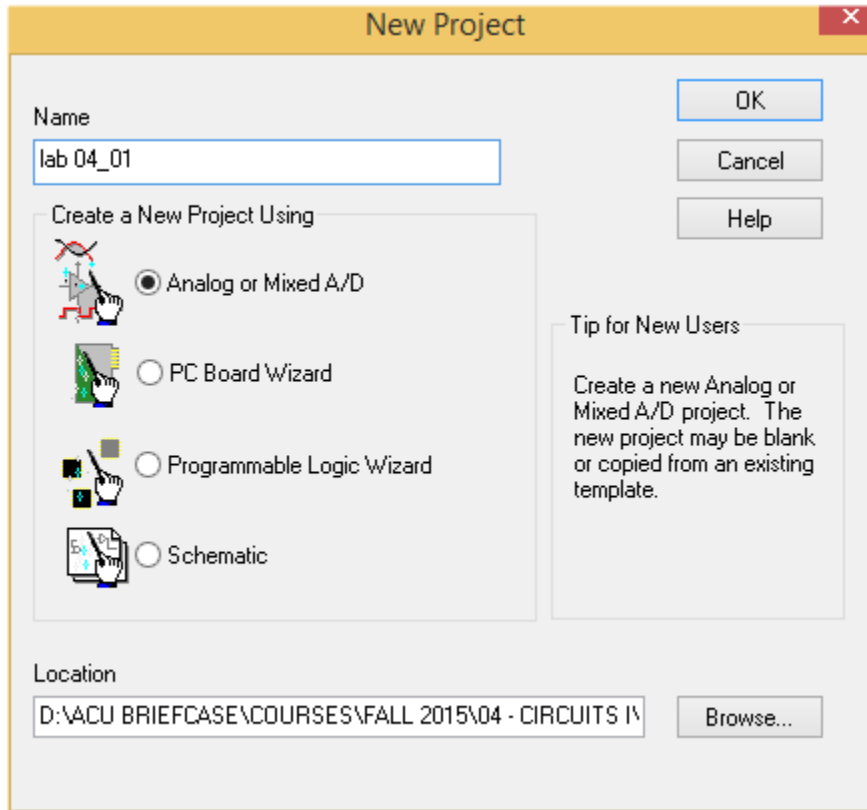 New Project
Name
lab 04_01
OK
Cancel
Help
Create a New Project Using
Analog or Mixed A/D
PC Board Wizard
Programmable Logic Wizard
Schematic
Tip for New Users
Create a new Analog or
Mixed A/D project. The
new project may be blank
or copied from an existing
template.
Location
D:\ACU BRIEFCASE\COURSES\FALL 2015\04 - CIRCUITS I\
Browse...